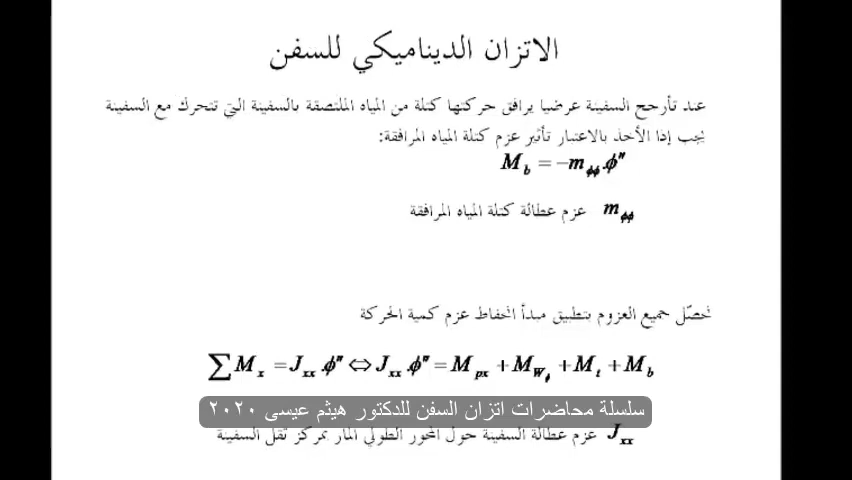 الاتزان الديناميكي للسفن
عند تأرجح السفينة عرضيا يرافق حركتها كتلة من المياه الملتصقة بالسفينة التي تتحرك مع السفينة
يجب إذا الأخذ بالاعتبار تأثير عزم كتلة المياه المرافقة:
M_b = −m_φφ.φ″
m_φφ عزم عطالة كتلة المياه المرافقة
نحصّل جميع العزوم بتطبيق مبدأ انحفاظ عزم كمية الحركة
∑M_x = J_xx.φ″ ⇔ J_xx.φ″ = M_px + M_Wφ + M_t + M_b
سلسلة محاضرات اتزان السفن للدكتور هيثم عيسى ٢٠٢٠
J_xx عزم عطالة السفينة حول المحور الطولي المار بمركز ثقل السفينة